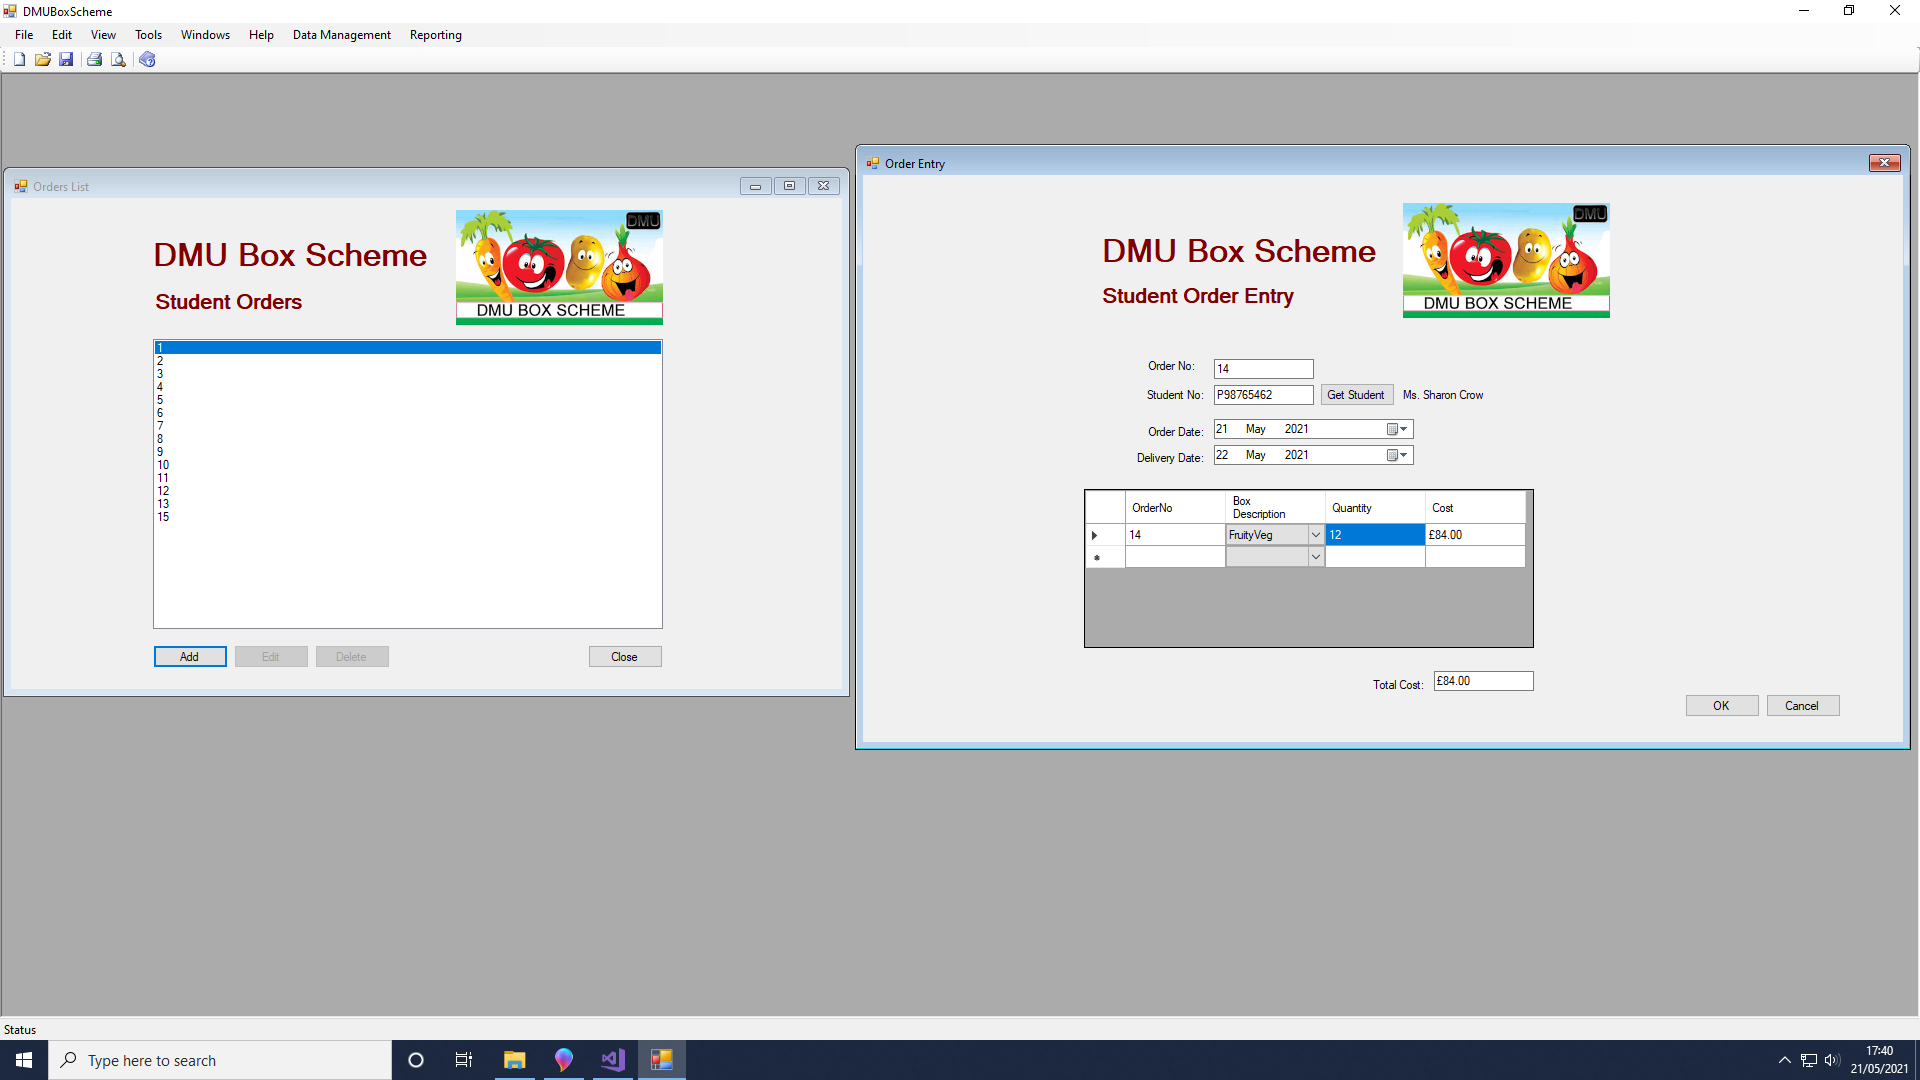 DMUBoxScheme
File Edit View Tools Windows Help Data Management Reporting
Orders List
DMU Box Scheme
Student Orders
DMU
DMU BOX SCHEME
1
2
3
4
5
6
7
8
9
10
11
12
13
15
Add Edit Delete Close
Order Entry
DMU Box Scheme
Student Order Entry
DMU
DMU BOX SCHEME
Order No: 14
Student No: P98765462 Get Student Ms. Sharon Crow
Order Date: 21 May 2021
Delivery Date: 22 May 2021
OrderNo Box Description Quantity Cost
14 FruityVeg 12 £84.00
Total Cost: £84.00
OK Cancel
Status
Type here to search
17:40
21/05/2021